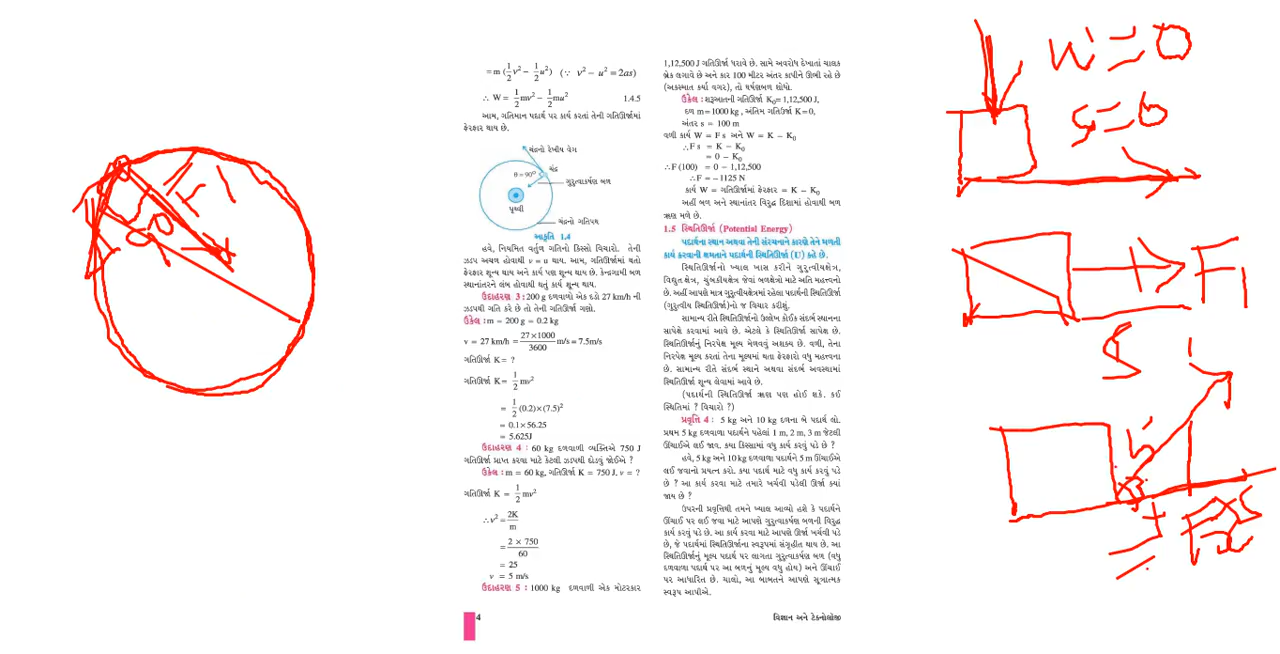 = m (1/2 v² − 1/2 u²) (∵ v² − u² = 2as)
∴ W = 1/2 mv² − 1/2 mu² 1.4.5
આમ, ગતિમાન પદાર્થ પર કાર્ય કરતાં તેની ગતિઊર્જામાં
ફેરફાર થાય છે.
ચંદ્રનો રેખીય વેગ
ચંદ્ર
θ = 90°
ગુરુત્વાકર્ષણ બળ
પૃથ્વી
ચંદ્રનો ગતિપથ
આકૃતિ 1.4
હવે, નિયમિત વર્તુળ ગતિનો કિસ્સો વિચારો. તેની
ઝડપ અચળ હોવાથી v = u થાય. આમ, ગતિઊર્જામાં થતો
ફેરફાર શૂન્ય થાય અને કાર્ય પણ શૂન્ય થાય છે. કેન્દ્રગામી બળ
સ્થાનાંતરને લંબ હોવાથી થતું કાર્ય શૂન્ય થાય.
ઉદાહરણ 3 : 200 g દળવાળો એક દડો 27 km/h ની
ઝડપથી ગતિ કરે છે તો તેની ગતિઊર્જા ગણો.
ઉકેલ : m = 200 g = 0.2 kg
v = 27 km/h = 27×1000/3600 m/s = 7.5m/s
ગતિઊર્જા K = ?
ગતિઊર્જા K = 1/2 mv²
= 1/2 (0.2)×(7.5)²
= 0.1×56.25
= 5.625J
ઉદાહરણ 4 : 60 kg દળવાળી વ્યક્તિએ 750 J
ગતિઊર્જા પ્રાપ્ત કરવા માટે કેટલી ઝડપથી દોડવું જોઈએ ?
ઉકેલ : m = 60 kg, ગતિઊર્જા K = 750 J, v = ?
ગતિઊર્જા K = 1/2 mv²
∴ v² = 2K/m
= 2 × 750/60
= 25
v = 5 m/s
ઉદાહરણ 5 : 1000 kg દળવાળી એક મોટરકાર
4
1,12,500 J ગતિઊર્જા ધરાવે છે. સામે અવરોધ દેખાતાં ચાલક
બ્રેક લગાવે છે અને કાર 100 મીટર અંતર કાપીને ઊભી રહે છે
(અકસ્માત કર્યા વગર), તો ઘર્ષણબળ શોધો.
ઉકેલ : શરૂઆતની ગતિઊર્જા K₀ = 1,12,500 J,
દળ m = 1000 kg , અંતિમ ગતિઊર્જા K = 0,
અંતર s = 100 m
વળી કાર્ય W = F s અને W = K − K₀
∴ F s = K − K₀
= 0 − K₀
∴ F (100) = 0 − 1,12,500
∴ F = − 1125 N
કાર્ય W = ગતિઊર્જામાં ફેરફાર = K − K₀
અહીં બળ અને સ્થાનાંતર વિરુદ્ધ દિશામાં હોવાથી બળ
ઋણ મળે છે.
1.5 સ્થિતિઊર્જા (Potential Energy)
પદાર્થના સ્થાન અથવા તેની સંરચનાને કારણે તેને મળતી
કાર્ય કરવાની ક્ષમતાને પદાર્થની સ્થિતિઊર્જા (U) કહે છે.
સ્થિતિઊર્જાનો ખ્યાલ ખાસ કરીને ગુરુત્વીયક્ષેત્ર,
વિદ્યુત ક્ષેત્ર, ચુંબકીયક્ષેત્ર જેવાં બળક્ષેત્રો માટે અતિ મહત્ત્વનો
છે. અહીં આપણે માત્ર ગુરુત્વીયક્ષેત્રમાં રહેલા પદાર્થની સ્થિતિઊર્જા
(ગુરુત્વીય સ્થિતિઊર્જા)નો જ વિચાર કરીશું.
સામાન્ય રીતે સ્થિતિઊર્જાનો ઉલ્લેખ કોઈક સંદર્ભ સ્થાનના
સાપેક્ષે કરવામાં આવે છે. એટલે કે સ્થિતિઊર્જા સાપેક્ષ છે.
સ્થિતિઊર્જાનું નિરપેક્ષ મૂલ્ય મેળવવું અશક્ય છે. વળી, તેના
નિરપેક્ષ મૂલ્ય કરતાં તેના મૂલ્યમાં થતા ફેરફારો વધુ મહત્ત્વના
છે. સામાન્ય રીતે સંદર્ભ સ્થાને અથવા સંદર્ભ અવસ્થામાં
સ્થિતિઊર્જા શૂન્ય લેવામાં આવે છે.
(પદાર્થની સ્થિતિઊર્જા ઋણ પણ હોઈ શકે. કઈ
સ્થિતિમાં ? વિચારો ?)
પ્રવૃત્તિ 4 : 5 kg અને 10 kg દળના બે પદાર્થ લો.
પ્રથમ 5 kg દળવાળા પદાર્થને પહેલાં 1 m, 2 m, 3 m જેટલી
ઊંચાઈએ લઈ જાવ. કયા કિસ્સામાં વધુ કાર્ય કરવું પડે છે ?
હવે, 5 kg અને 10 kg દળવાળા પદાર્થને 5 m ઊંચાઈએ
લઈ જવાનો પ્રયત્ન કરો. કયા પદાર્થ માટે વધુ કાર્ય કરવું પડે
છે ? આ કાર્ય કરવા માટે તમારે ખર્ચવી પડેલી ઊર્જા ક્યાં
જાય છે ?
ઉપરની પ્રવૃત્તિથી તમને ખ્યાલ આવ્યો હશે કે પદાર્થને
ઊંચાઈ પર લઈ જવા માટે આપણે ગુરુત્વાકર્ષણ બળની વિરુદ્ધ
કાર્ય કરવું પડે છે. આ કાર્ય કરવા માટે આપણે ઊર્જા ખર્ચવી પડે
છે, જે પદાર્થમાં સ્થિતિઊર્જાના સ્વરૂપમાં સંગૃહીત થાય છે. આ
સ્થિતિઊર્જાનું મૂલ્ય પદાર્થ પર લાગતા ગુરુત્વાકર્ષણ બળ (વધુ
દળવાળા પદાર્થ પર આ બળનું મૂલ્ય વધુ હોય) અને ઊંચાઈ
પર આધારિત છે. ચાલો, આ બાબતને આપણે સૂત્રાત્મક
સ્વરૂપ આપીએ.
વિજ્ઞાન અને ટેક્નોલોજી
W = 0
S = 0
F
S